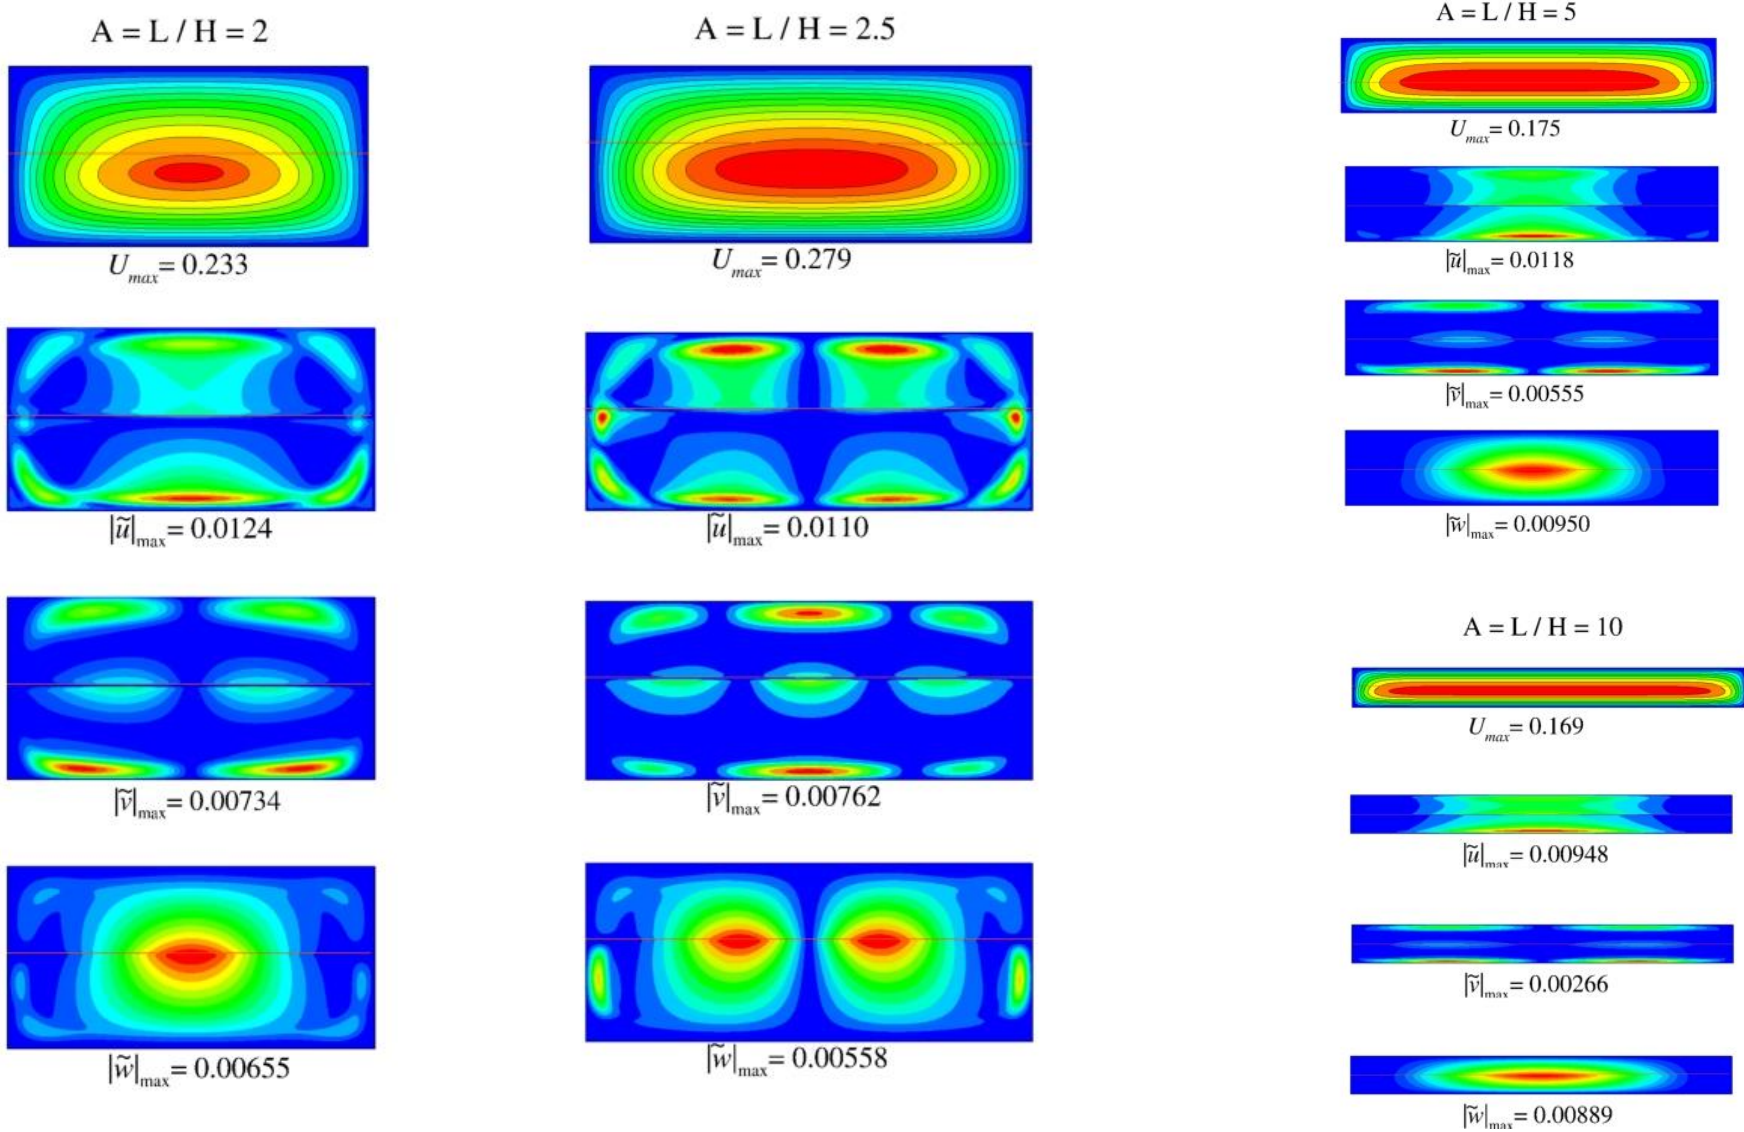 A = L / H = 2
U_max = 0.233
|ũ|_max = 0.0124
|ṽ|_max = 0.00734
|w̃|_max = 0.00655
A = L / H = 2.5
U_max = 0.279
|ũ|_max = 0.0110
|ṽ|_max = 0.00762
|w̃|_max = 0.00558
A = L / H = 5
U_max = 0.175
|ũ|_max = 0.0118
|ṽ|_max = 0.00555
|w̃|_max = 0.00950
A = L / H = 10
U_max = 0.169
|ũ|_max = 0.00948
|ṽ|_max = 0.00266
|w̃|_max = 0.00889